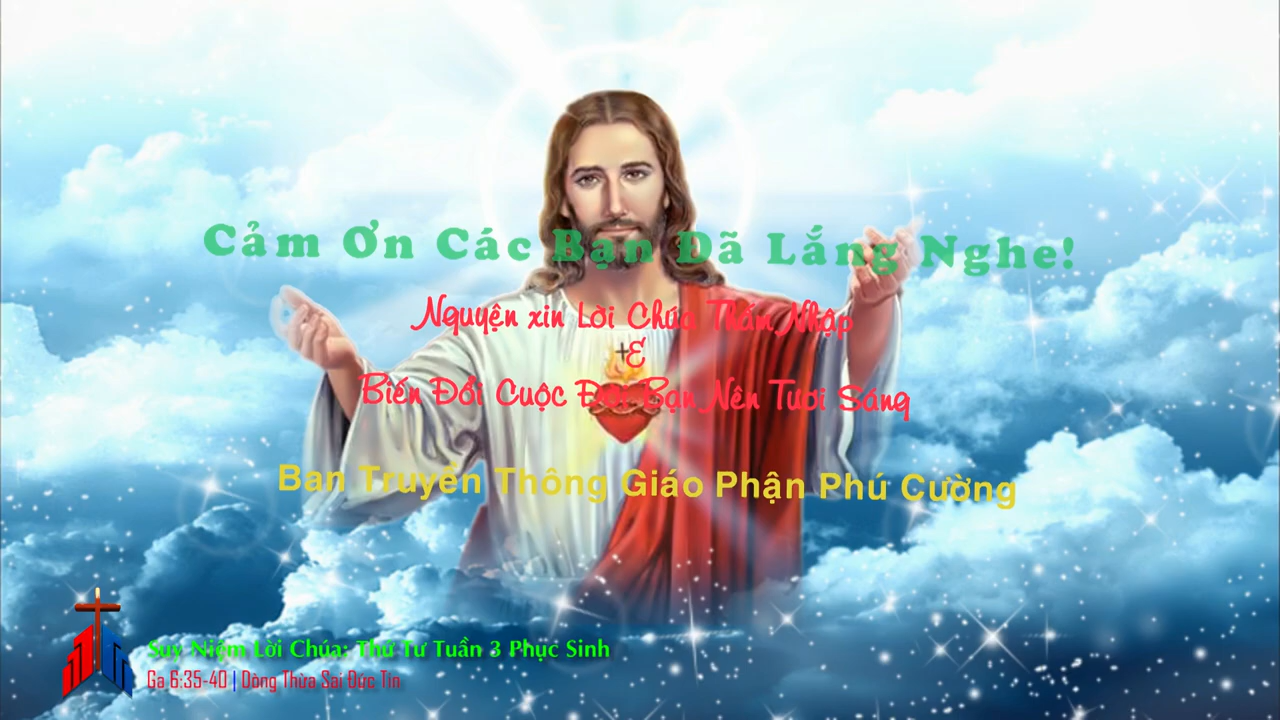 Cảm Ơn Các Bạn Đã Lắng Nghe!
Nguyện xin Lời Chúa Thấm Nhập
&
Biến Đổi Cuộc Đời Bạn Nên Tươi Sáng
Ban Truyền Thông Giáo Phận Phú Cường
Suy Niệm Lời Chúa: Thứ Tư Tuần 3 Phục Sinh
Ga 6:35-40 | Dòng Thừa Sai Đức Tin